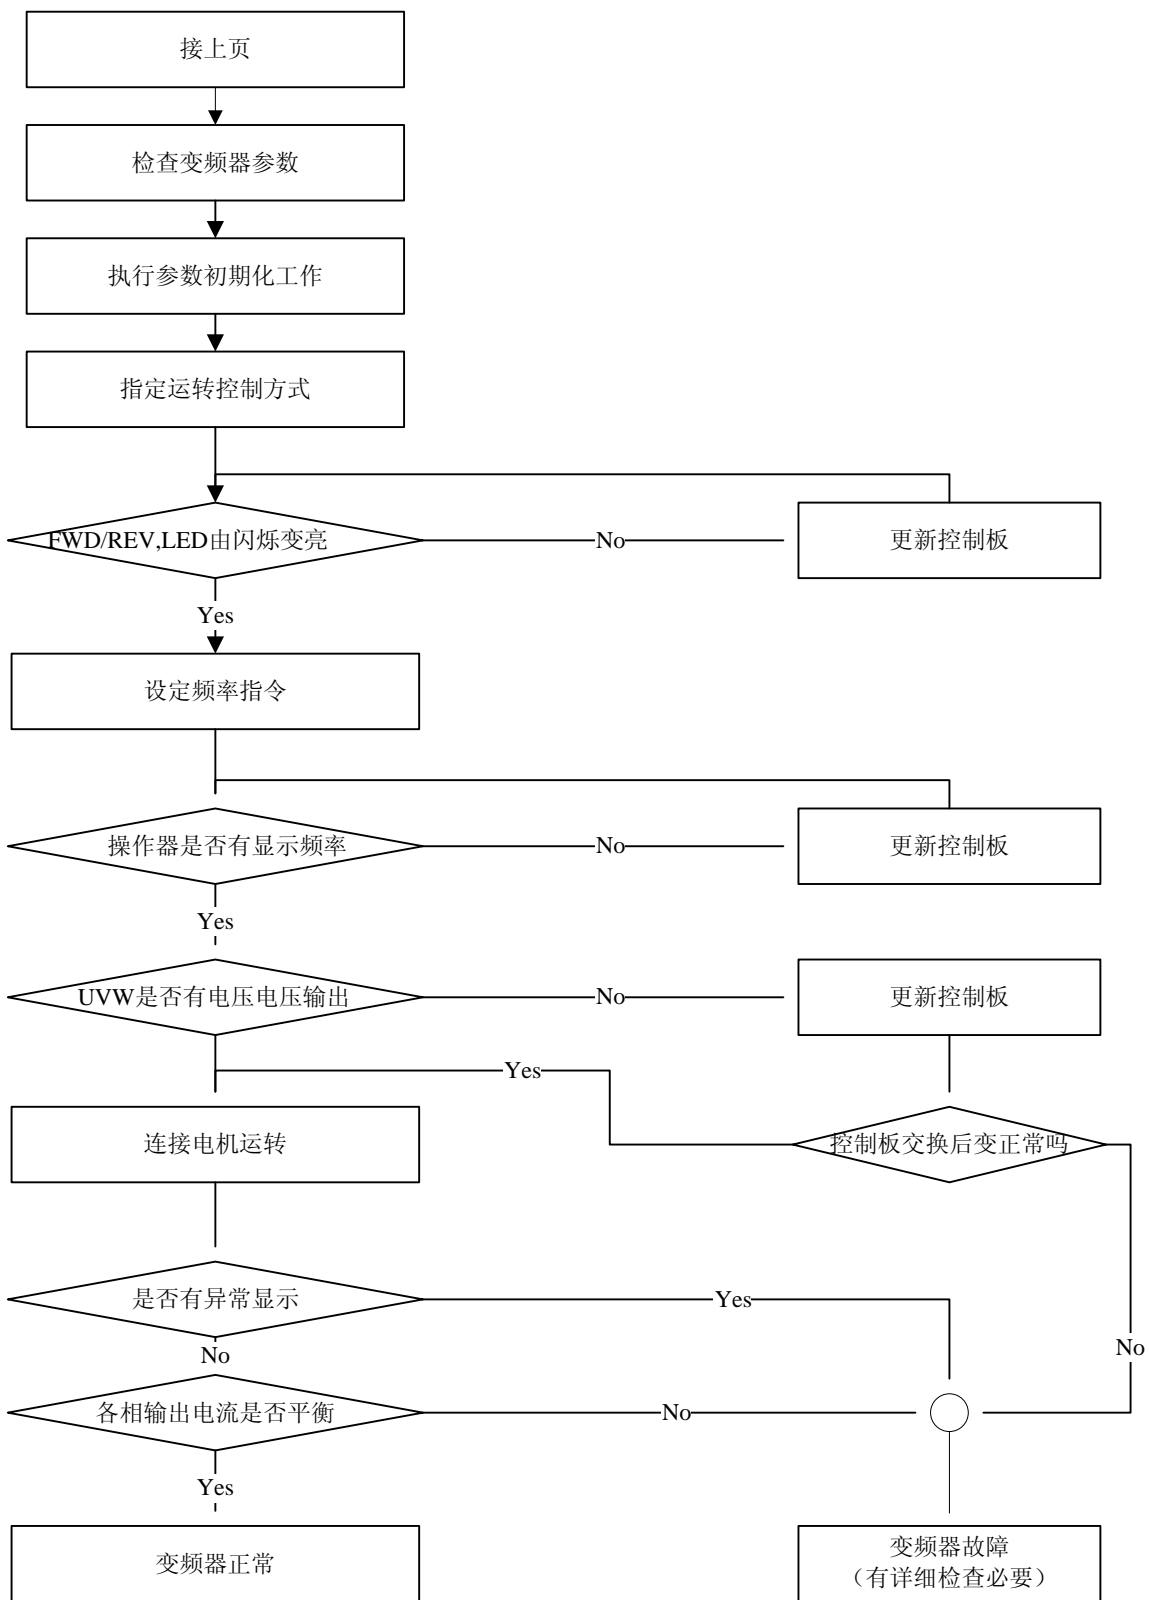 接上页
检查变频器参数
执行参数初期化工作
指定运转控制方式
FWD/REV,LED由闪烁变亮
No
更新控制板
Yes
设定频率指令
操作器是否有显示频率
No
更新控制板
Yes
UVW是否有电压电压输出
No
更新控制板
Yes
连接电机运转
控制板交换后变正常吗
是否有异常显示
Yes
No
No
各相输出电流是否平衡
No
Yes
变频器正常
变频器故障
（有详细检查必要）